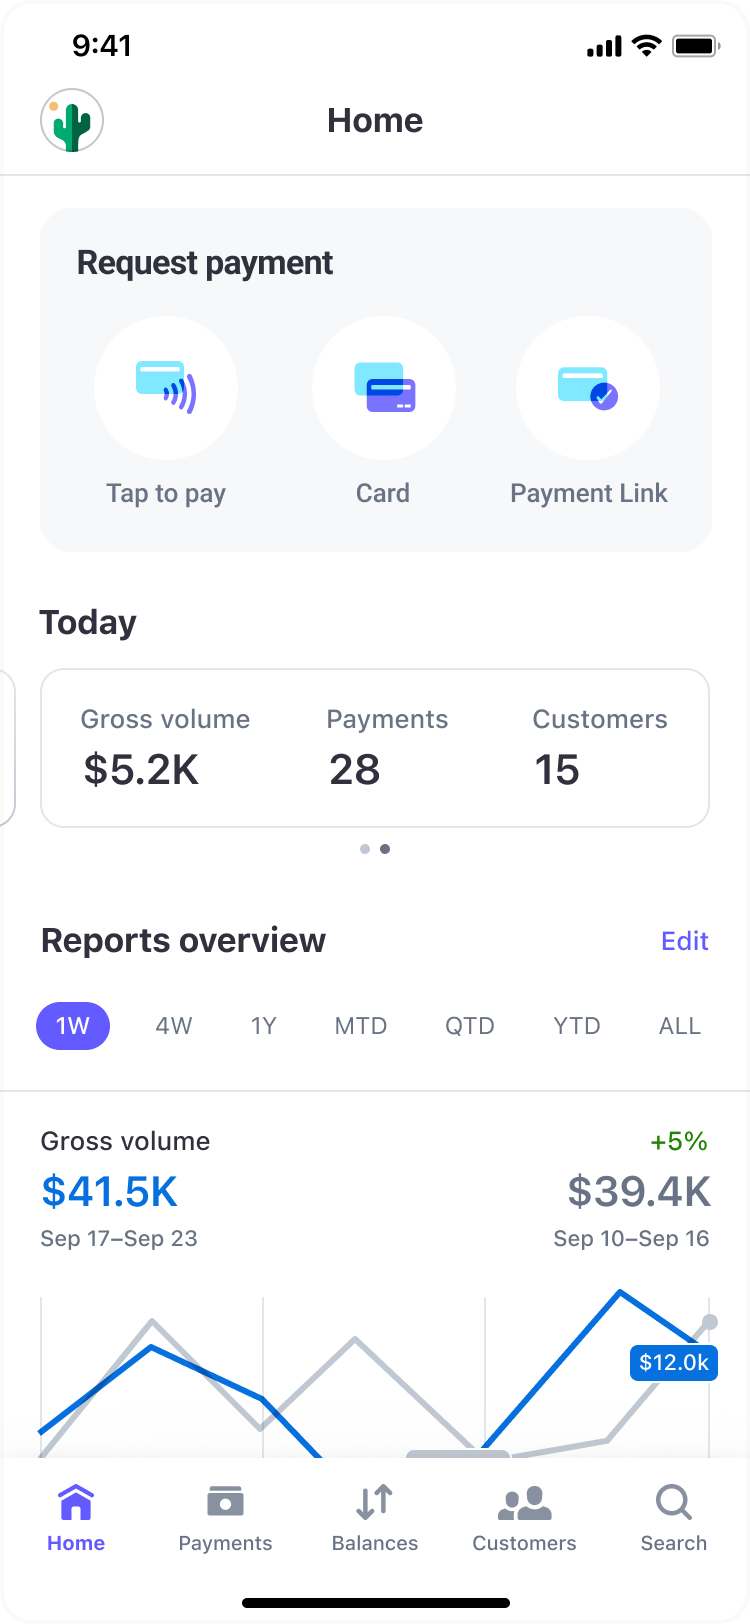 9:41
Home
Request payment
Tap to pay Card Payment Link
Today
Gross volume Payments Customers
$5.2K 28 15
Reports overview Edit
1W 4W 1Y MTD QTD YTD ALL
Gross volume +5%
$41.5K $39.4K
Sep 17–Sep 23 Sep 10–Sep 16
$12.0k
Home Payments Balances Customers Search